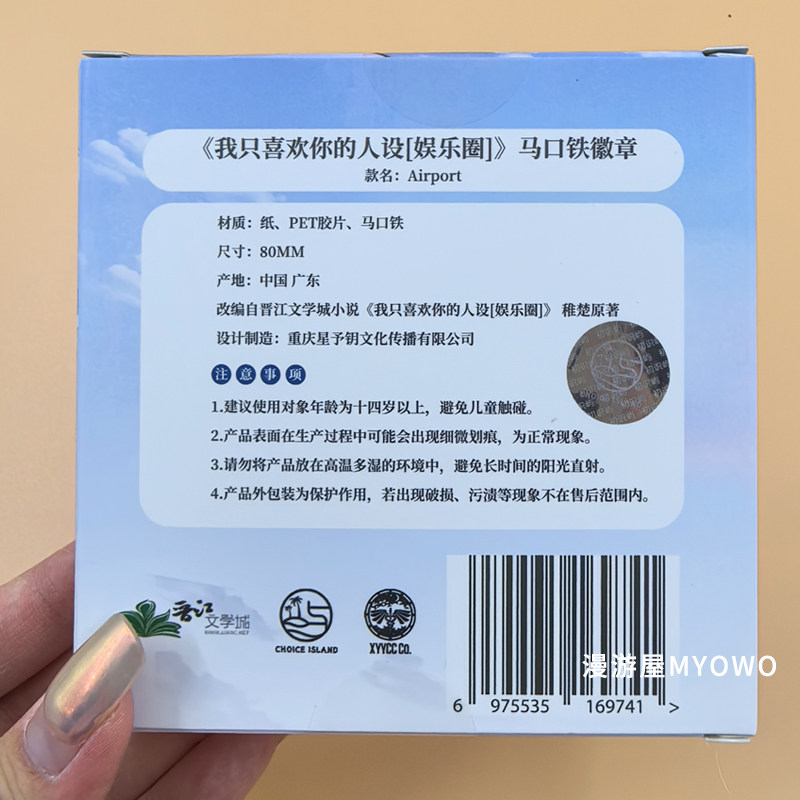 《我只喜欢你的人设[娱乐圈]》马口铁徽章
款名：Airport
材质：纸、PET胶片、马口铁
尺寸：80MM
产地：中国 广东
改编自晋江文学城小说《我只喜欢你的人设[娱乐圈]》 稚楚原著
设计制造：重庆星予钥文化传播有限公司
注意事项
1.建议使用对象年龄为十四岁以上，避免儿童触碰。
2.产品表面在生产过程中可能会出现细微划痕，为正常现象。
3.请勿将产品放在高温多湿的环境中，避免长时间的阳光直射。
4.产品外包装为保护作用，若出现破损、污渍等现象不在售后范围内。
晋江文学城
WWW.JJWXC.NET
CHOICE ISLAND
XYYCC CO.
漫游屋MYOWO
6 975535 169741 >